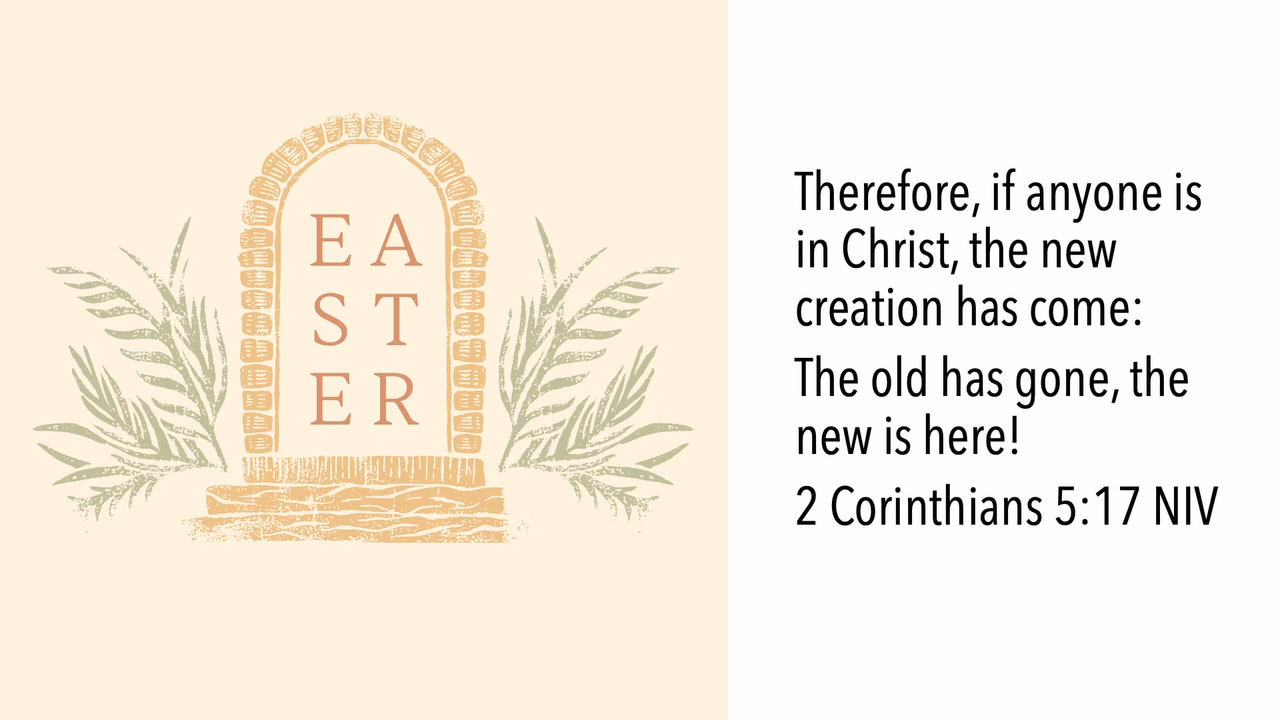 E A
S T
E R
Therefore, if anyone is
in Christ, the new
creation has come:
The old has gone, the
new is here!
2 Corinthians 5:17 NIV